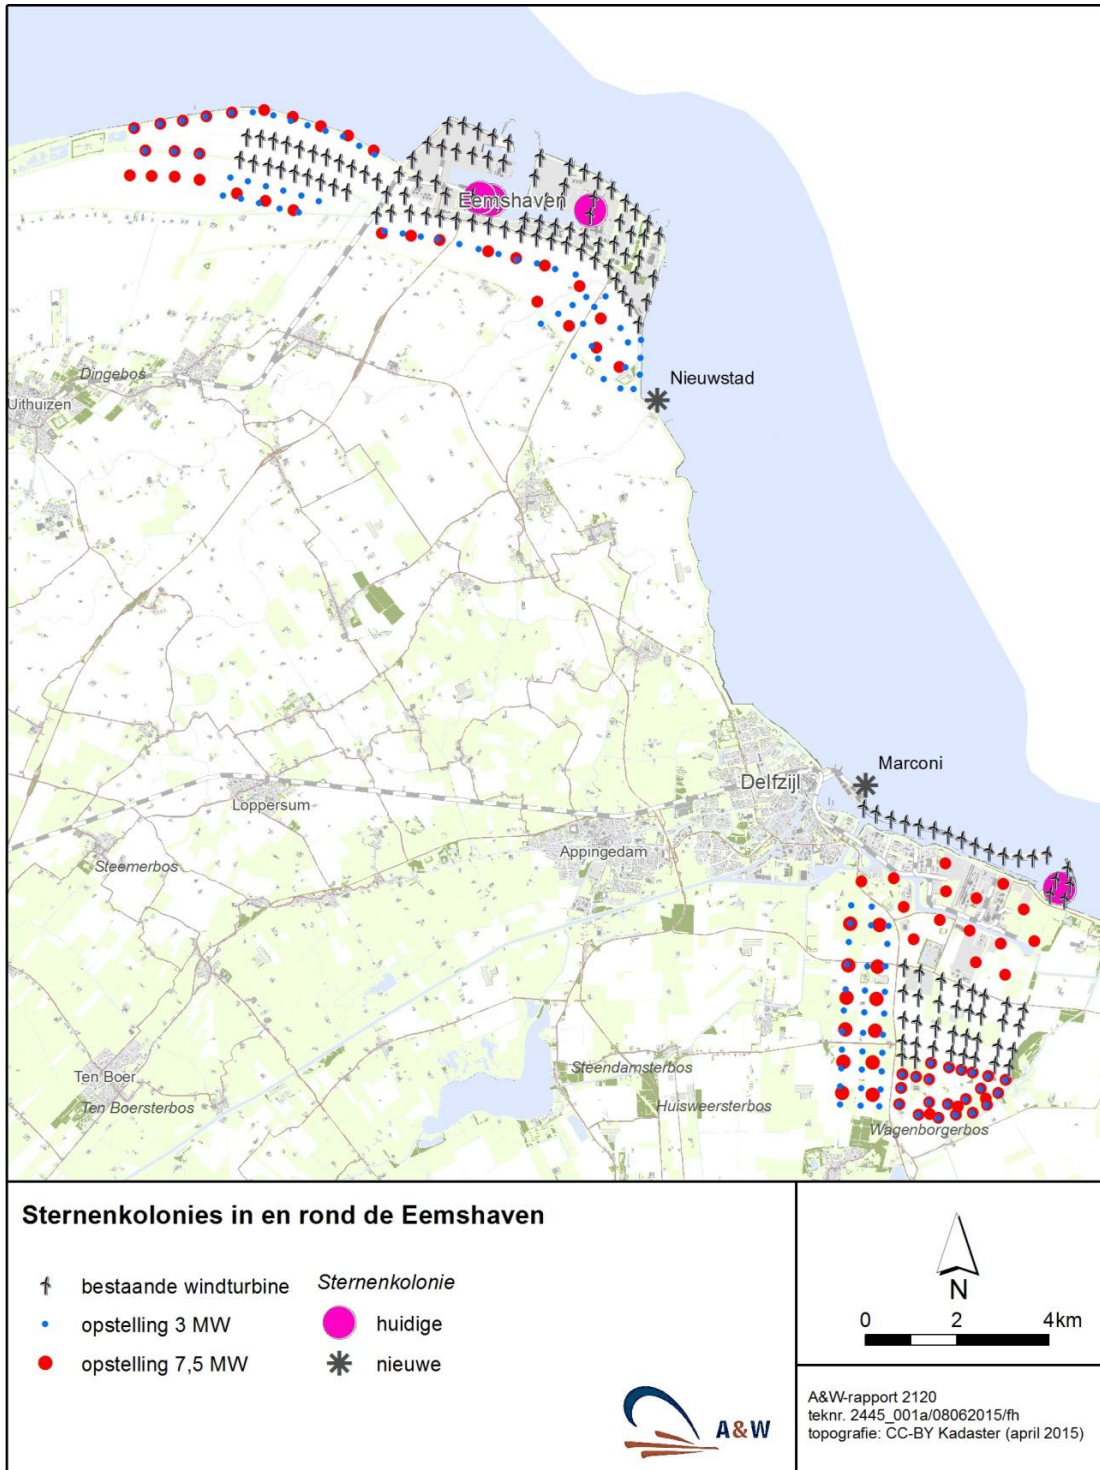 Eemshaven
Nieuwstad
Dingebos
Uithuizen
Marconi
Delfzijl
Loppersum
Appingedam
Steemerbos
Ten Boer
Steendamsterbos
Ten Boersterbos
Huisweersterbos
Wagenborgerbos
Sternenkolonies in en rond de Eemshaven
bestaande windturbine
opstelling 3 MW
opstelling 7,5 MW
Sternenkolonie
huidige
nieuwe
A&W
N
0 2 4km
A&W-rapport 2120
teknr. 2445_001a/08062015/fh
topografie: CC-BY Kadaster (april 2015)